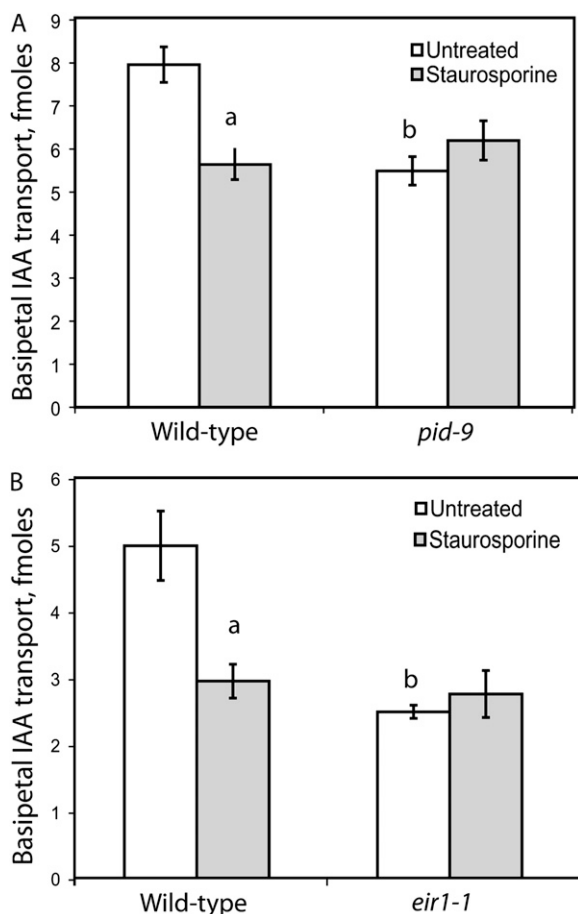 A
Basipetal IAA transport, fmoles
9
8
7
6
5
4
3
2
1
0
Untreated
Staurosporine
a
b
Wild-type
pid-9
B
Basipetal IAA transport, fmoles
6
5
4
3
2
1
0
Untreated
Staurosporine
a
b
Wild-type
eir1-1